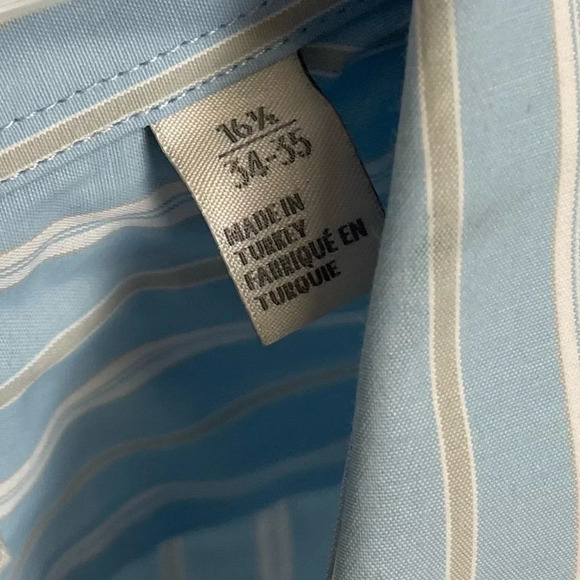 16½
34-35
MADE IN
TURKEY
FABRIQUÉ EN
TURQUIE